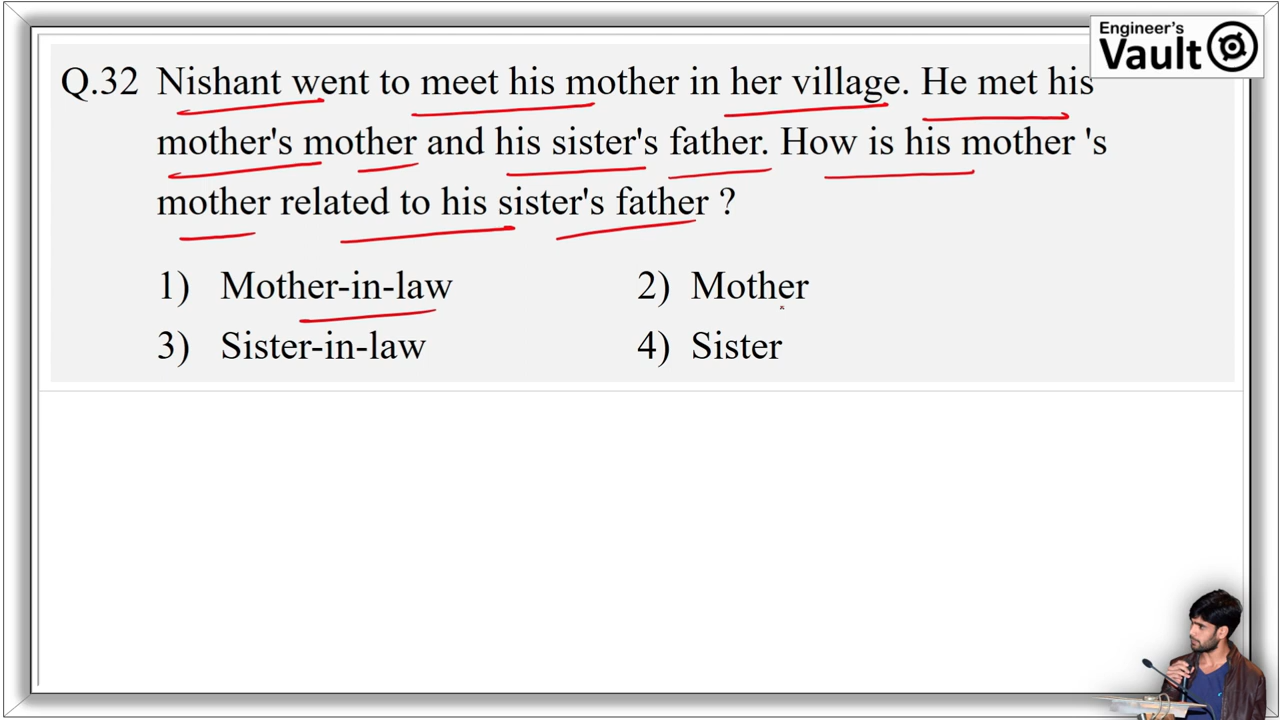 Engineer's
Vault
Q.32 Nishant went to meet his mother in her village. He met his
mother's mother and his sister's father. How is his mother 's
mother related to his sister's father ?
1) Mother-in-law 2) Mother
3) Sister-in-law 4) Sister